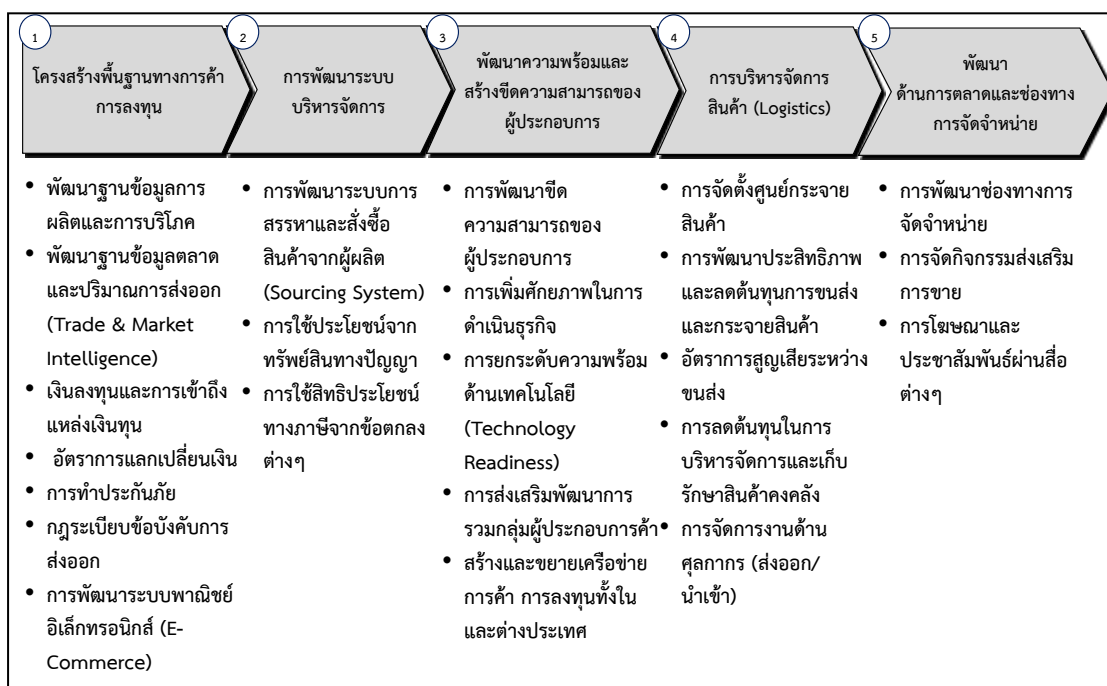 1
โครงสร้างพื้นฐานทางการค้า
การลงทุน
2
การพัฒนาระบบ
บริหารจัดการ
3
พัฒนาความพร้อมและ
สร้างขีดความสามารถของ
ผู้ประกอบการ
4
การบริหารจัดการ
สินค้า (Logistics)
5
พัฒนา
ด้านการตลาดและช่องทาง
การจัดจำหน่าย
• พัฒนาฐานข้อมูลการ
ผลิตและการบริโภค
• พัฒนาฐานข้อมูลตลาด
และปริมาณการส่งออก
(Trade & Market
Intelligence)
• เงินลงทุนและการเข้าถึง
แหล่งเงินทุน
• อัตราการแลกเปลี่ยนเงิน
• การทำประกันภัย
• กฎระเบียบข้อบังคับการ
ส่งออก
• การพัฒนาระบบพาณิชย์
อิเล็กทรอนิกส์ (E-
Commerce)
• การพัฒนาระบบการ
สรรหาและสั่งซื้อ
สินค้าจากผู้ผลิต
(Sourcing System)
• การใช้ประโยชน์จาก
ทรัพย์สินทางปัญญา
• การใช้สิทธิประโยชน์
ทางภาษีจากข้อตกลง
ต่างๆ
• การพัฒนาขีด
ความสามารถของ
ผู้ประกอบการ
• การเพิ่มศักยภาพในการ
ดำเนินธุรกิจ
• การยกระดับความพร้อม
ด้านเทคโนโลยี
(Technology
Readiness)
• การส่งเสริมพัฒนาการ
รวมกลุ่มผู้ประกอบการค้า
• สร้างและขยายเครือข่าย
การค้า การลงทุนทั้งใน
และต่างประเทศ
• การจัดตั้งศูนย์กระจาย
สินค้า
• การพัฒนาประสิทธิภาพ
และลดต้นทุนการขนส่ง
และกระจายสินค้า
• อัตราการสูญเสียระหว่าง
ขนส่ง
• การลดต้นทุนในการ
บริหารจัดการและเก็บ
รักษาสินค้าคงคลัง
• การจัดการงานด้าน
ศุลกากร (ส่งออก/
นำเข้า)
• การพัฒนาช่องทางการ
จัดจำหน่าย
• การจัดกิจกรรมส่งเสริม
การขาย
• การโฆษณาและ
ประชาสัมพันธ์ผ่านสื่อ
ต่างๆ